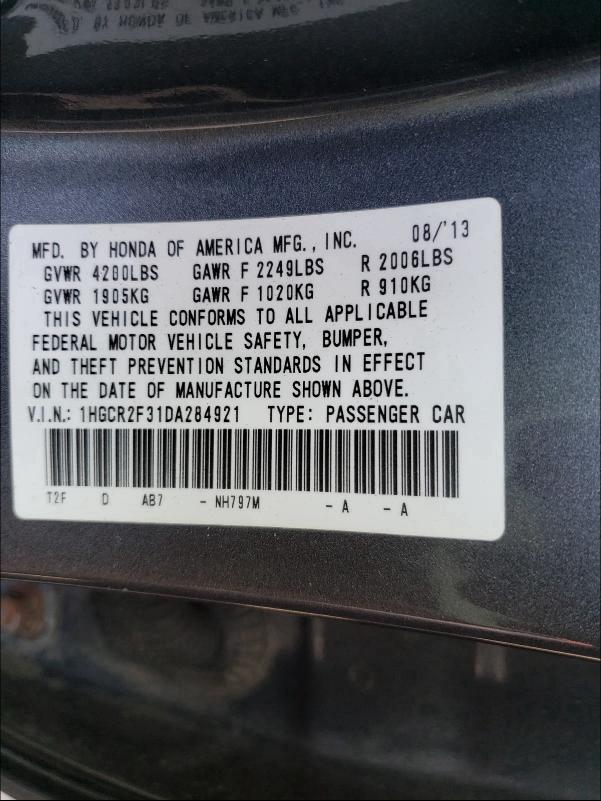 MFD. BY HONDA OF AMERICA MFG., INC. 08/'13
GVWR 4200LBS GAWR F 2249LBS R 2006LBS
GVWR 1905KG GAWR F 1020KG R 910KG
THIS VEHICLE CONFORMS TO ALL APPLICABLE
FEDERAL MOTOR VEHICLE SAFETY, BUMPER,
AND THEFT PREVENTION STANDARDS IN EFFECT
ON THE DATE OF MANUFACTURE SHOWN ABOVE.
V.I.N.: 1HGCR2F31DA284921 TYPE: PASSENGER CAR
T2F D AB7 - NH797M - A - A